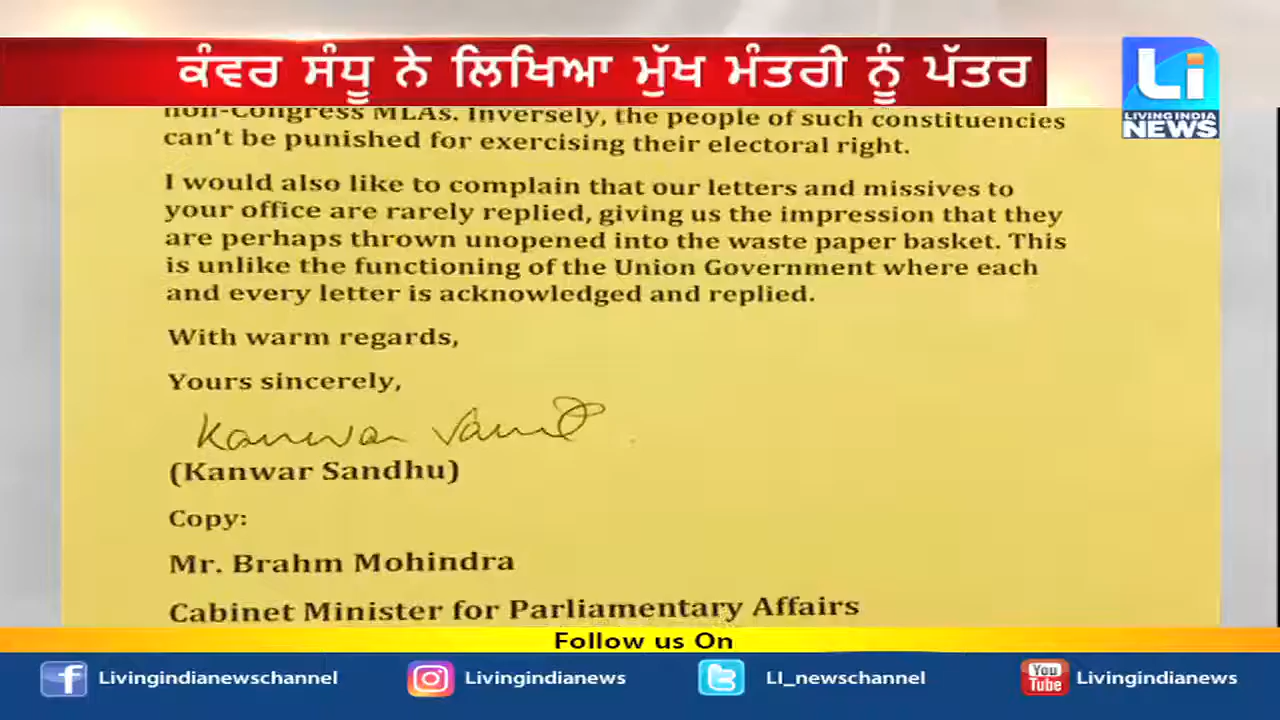 ਕੰਵਰ ਸੰਧੂ ਨੇ ਲਿਖਿਆ ਮੁੱਖ ਮੰਤਰੀ ਨੂੰ ਪੱਤਰ
Li
LIVING INDIA
NEWS
non-Congress MLAs. Inversely, the people of such constituencies
can't be punished for exercising their electoral right.
I would also like to complain that our letters and missives to
your office are rarely replied, giving us the impression that they
are perhaps thrown unopened into the waste paper basket. This
is unlike the functioning of the Union Government where each
and every letter is acknowledged and replied.
With warm regards,
Yours sincerely,
Kanwar Sandhu
(Kanwar Sandhu)
Copy:
Mr. Brahm Mohindra
Cabinet Minister for Parliamentary Affairs
Follow us On
f Livingindianewschannel
Livingindianews
LI_newschannel
You
Tube
Livingindianews